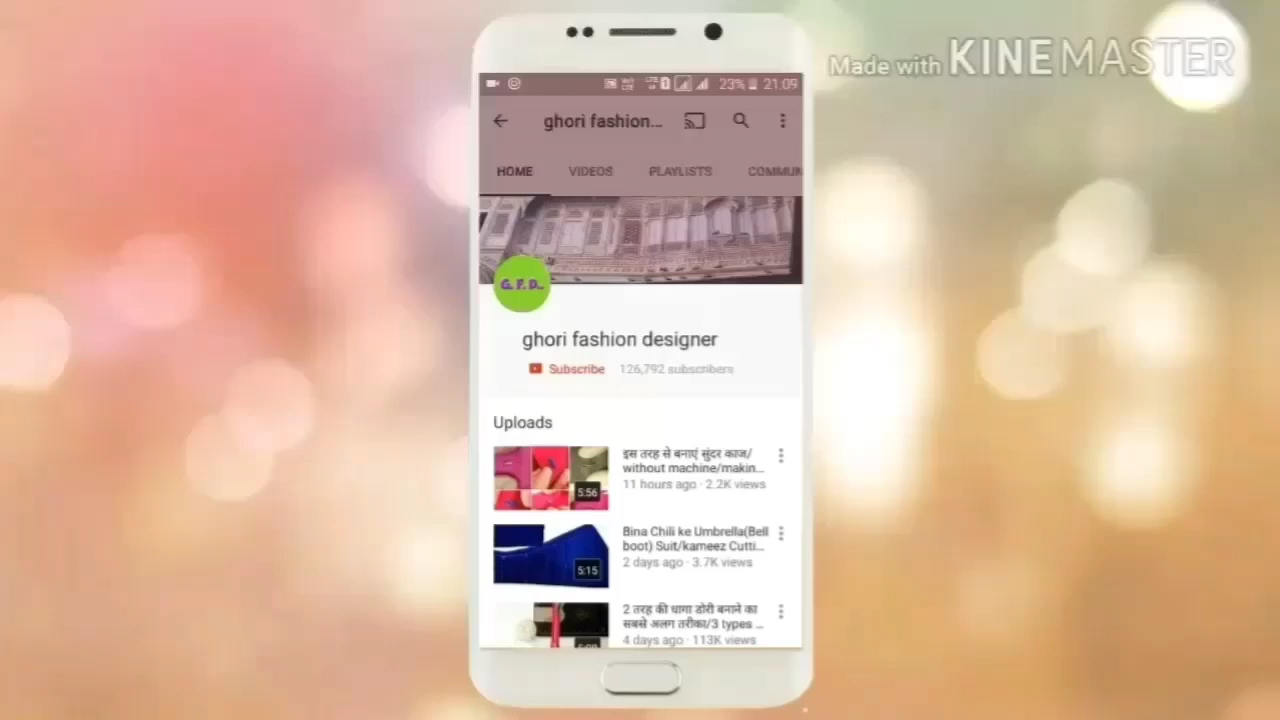 Made with KINEMASTER
23% 21:09
ghori fashion...
HOME VIDEOS PLAYLISTS COMMUN
G. F. D..
ghori fashion designer
Subscribe 126,792 subscribers
Uploads
इस तरह से बनाएं सुंदर काज/
without machine/makin...
11 hours ago · 2.2K views
5:56
Bina Chili ke Umbrella(Bell
boot) Suit/kameez Cutti...
2 days ago · 3.7K views
5:15
2 तरह की धागा डोरी बनाने का
सबसे अलग तरीका/3 types ...
4 days ago · 113K views